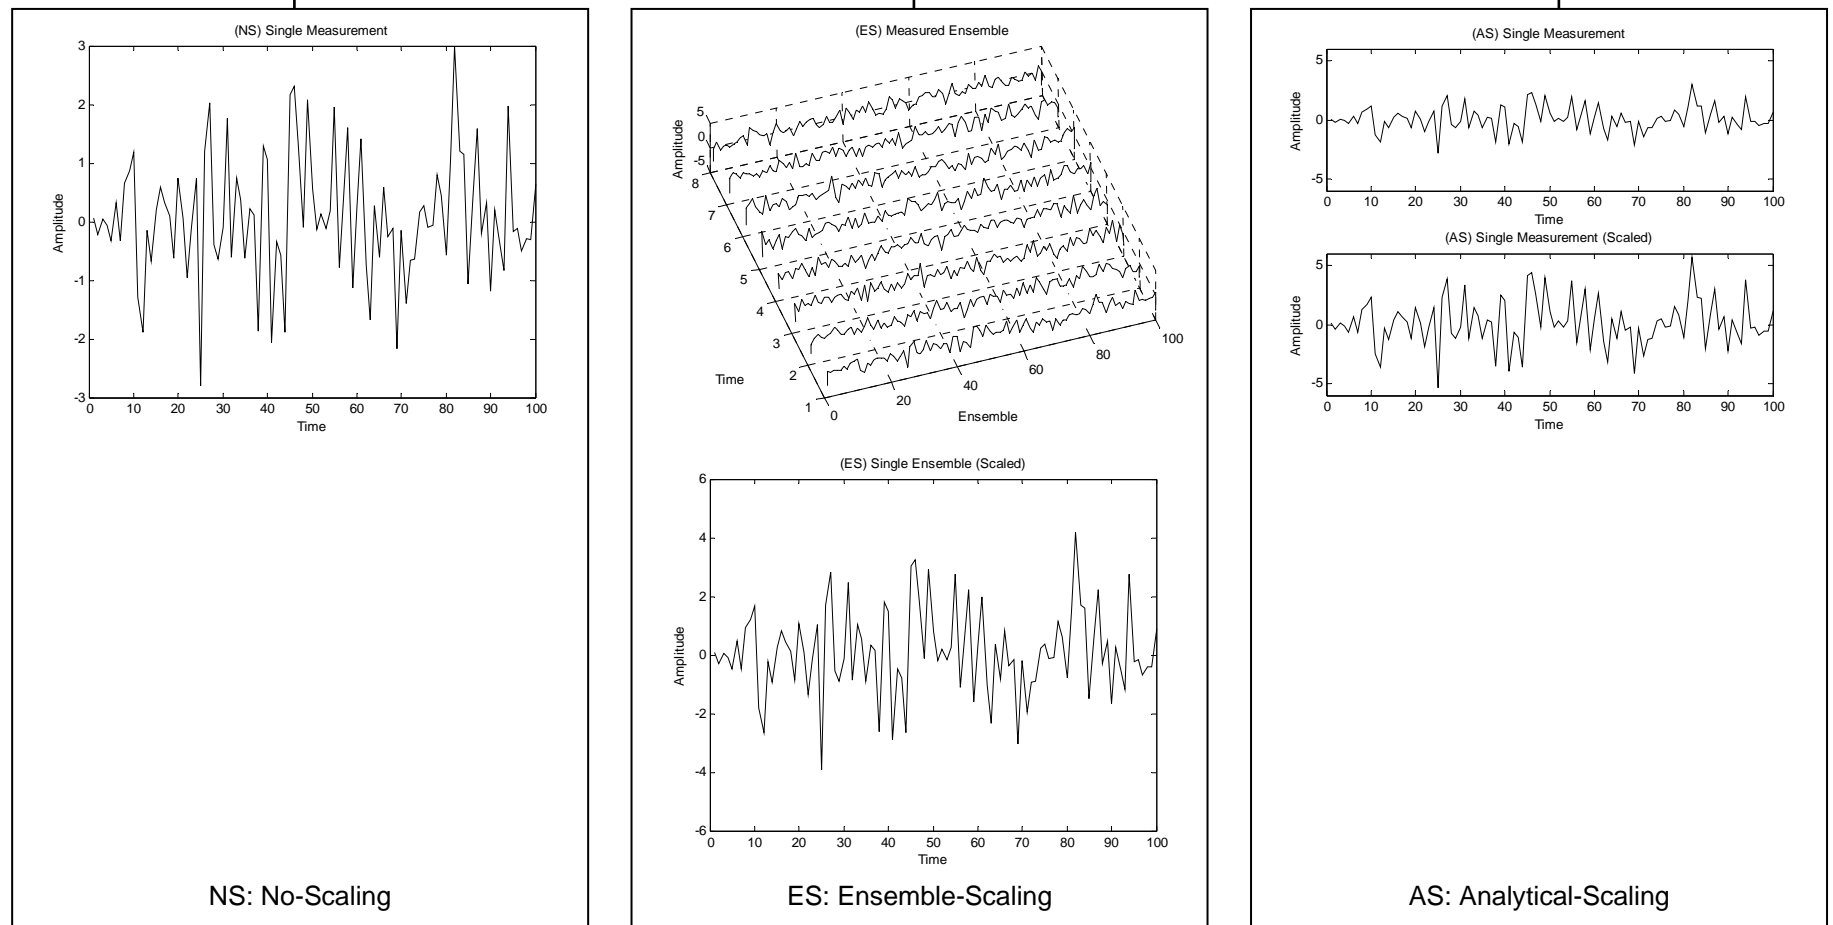 (NS) Single Measurement
3
2
1
0
-1
-2
-3
Amplitude
0 10 20 30 40 50 60 70 80 90 100
Time
NS: No-Scaling
(ES) Measured Ensemble
5
0
-5
Amplitude
8
7
6
5
4
3
2
1
Time
0 20 40 60 80 100
Ensemble
(ES) Single Ensemble (Scaled)
6
4
2
0
-2
-4
-6
Amplitude
0 10 20 30 40 50 60 70 80 90 100
Time
ES: Ensemble-Scaling
(AS) Single Measurement
5
0
-5
Amplitude
0 10 20 30 40 50 60 70 80 90 100
Time
(AS) Single Measurement (Scaled)
5
0
-5
Amplitude
0 10 20 30 40 50 60 70 80 90 100
Time
AS: Analytical-Scaling